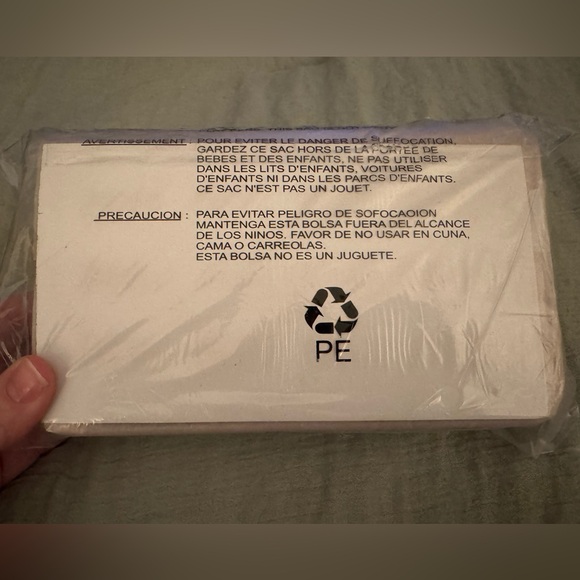 AVERTISSEMENT : POUR EVITER LE DANGER DE SUFFOCATION,
GARDEZ CE SAC HORS DE LA PORTEE DE
BEBES ET DES ENFANTS, NE PAS UTILISER
DANS LES LITS D'ENFANTS, VOITURES
D'ENFANTS NI DANS LES PARCS D'ENFANTS.
CE SAC N'EST PAS UN JOUET.
PRECAUCION : PARA EVITAR PELIGRO DE SOFOCAOION
MANTENGA ESTA BOLSA FUERA DEL ALCANCE
DE LOS NINOS. FAVOR DE NO USAR EN CUNA,
CAMA O CARREOLAS.
ESTA BOLSA NO ES UN JUGUETE.
PE